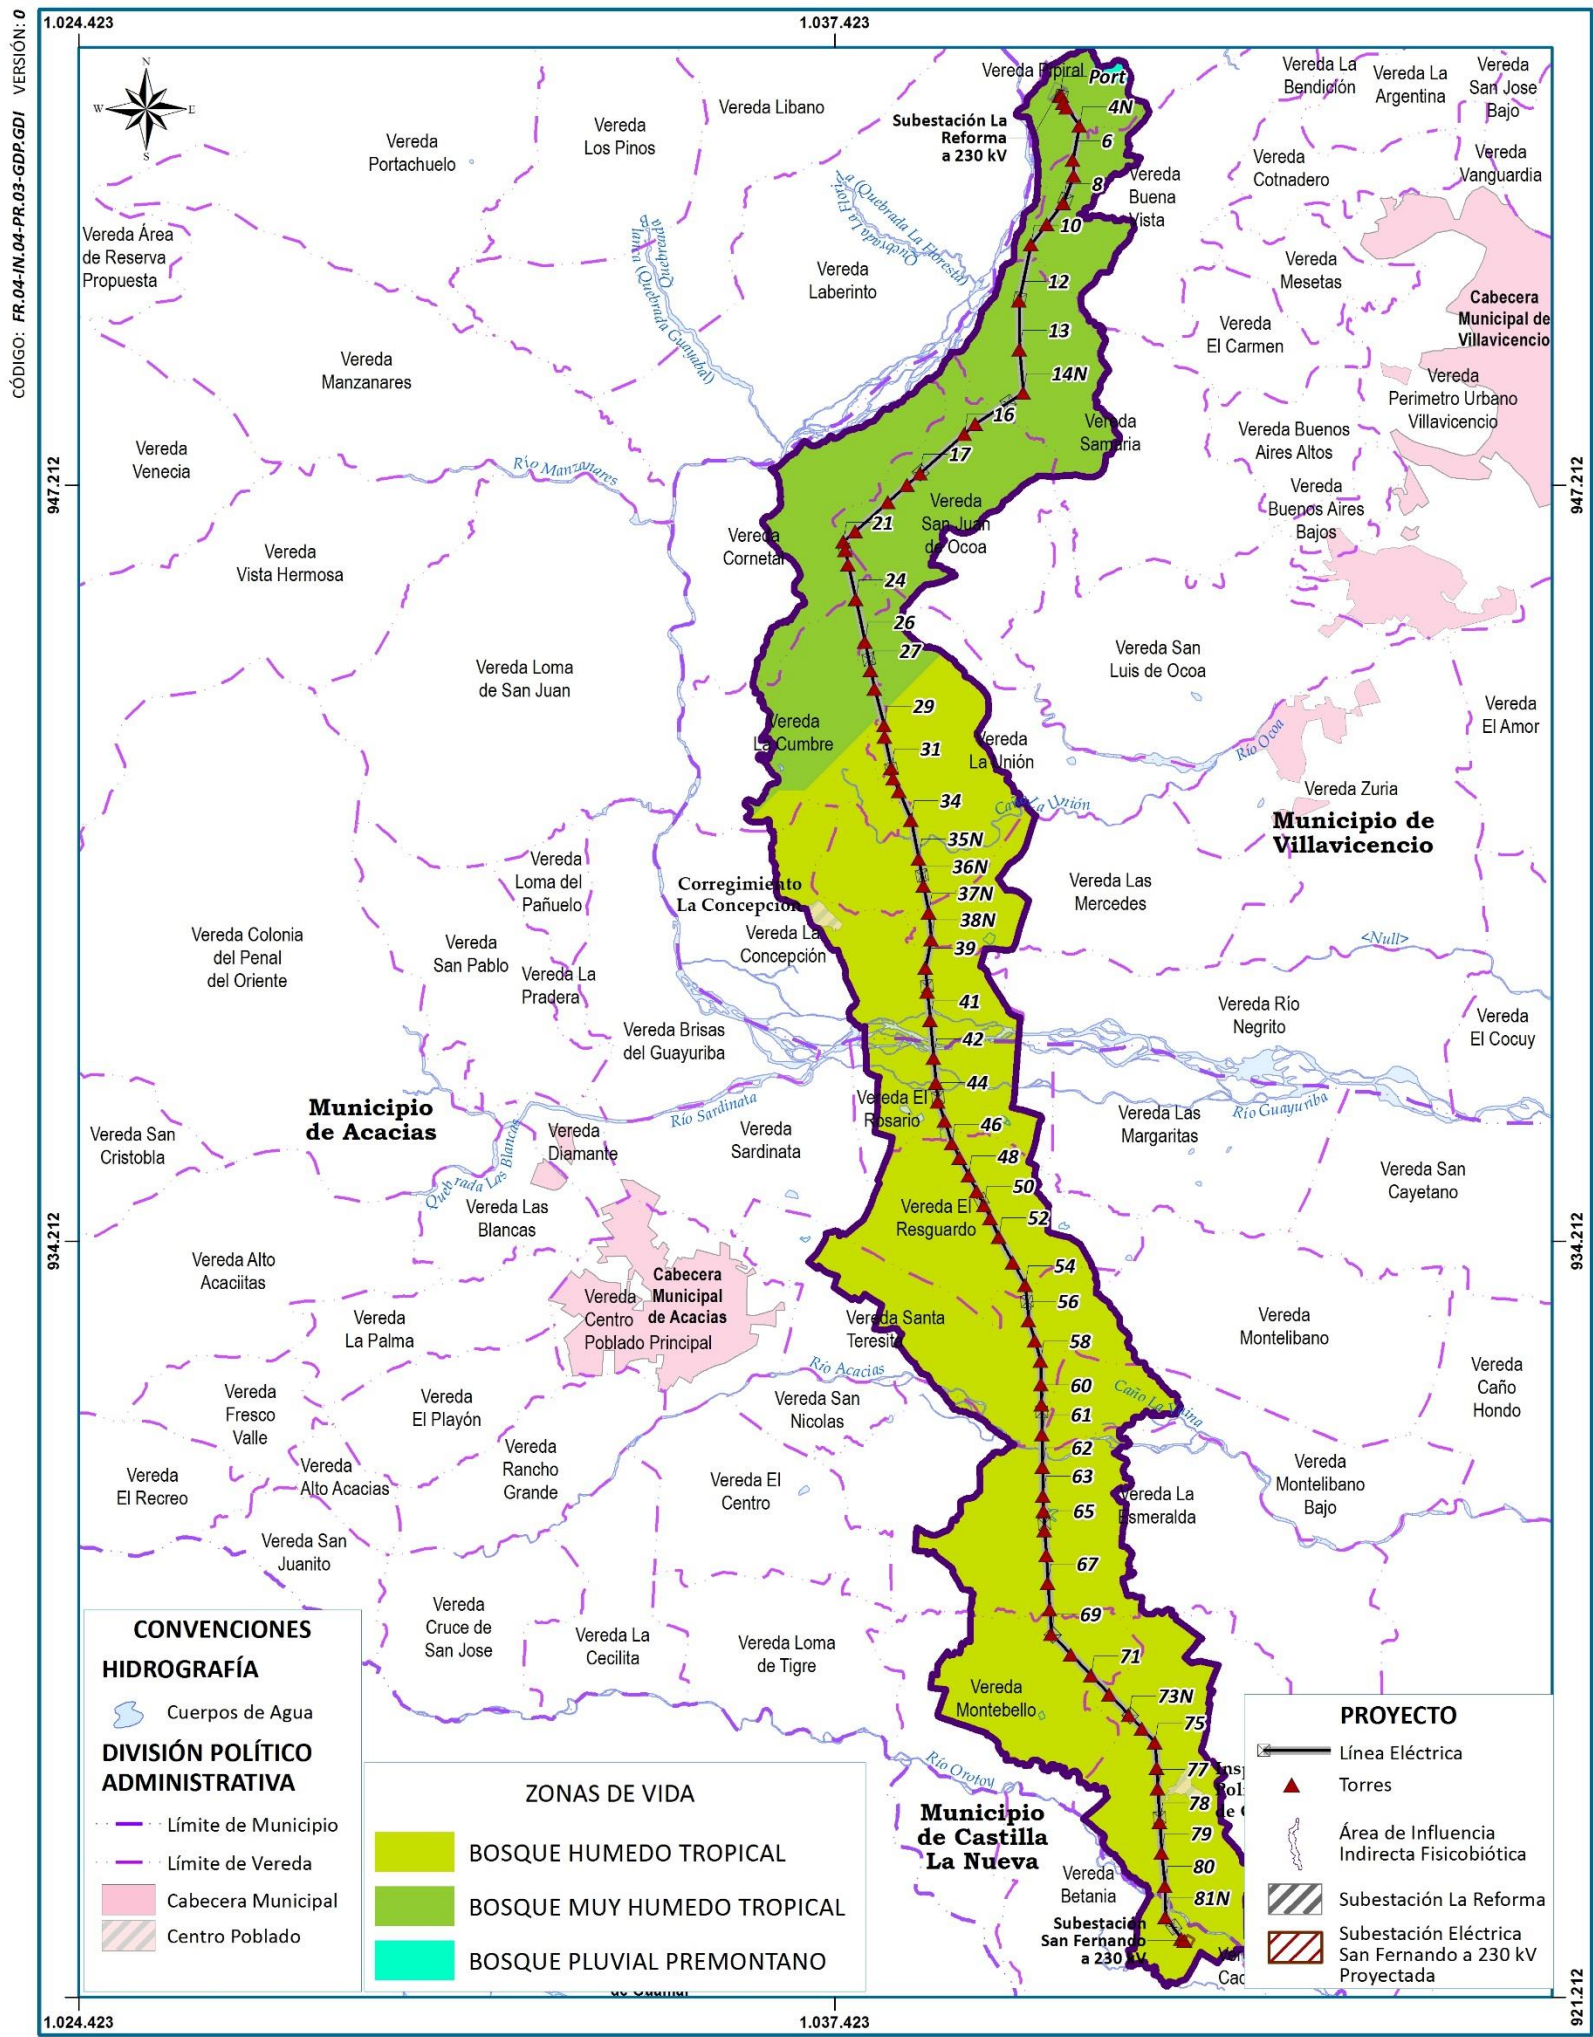 CÓDIGO: FR.04-IN.04-PR.03-GDP.GDI VERSIÓN: 0
1.024.423
1.037.423
947.212
934.212
947.212
934.212
921.212
N
W
E
S
Vereda Pipiral
Port
Subestación La
Reforma
a 230 kV
4N
6
8
10
12
13
14N
16
17
21
24
26
27
29
31
34
35N
36N
37N
38N
39
41
42
44
46
48
50
52
54
56
58
60
61
62
63
65
67
69
71
73N
75
77
78
79
80
81N
Vereda La
Bendición
Vereda La
Argentina
Vereda
San Jose
Bajo
Vereda Libano
Vereda
Los Pinos
Vereda
Portachuelo
Vereda
Cotnadero
Vereda
Vanguardia
Vereda
Buena
Vista
Vereda Área
de Reserva
Propuesta
Quebrada
(Quebrada Guayabal)
a (Quebrada La Floresta)
Vereda
Laberinto
Vereda
Mesetas
Cabecera
Municipal de
Villavicencio
Vereda
El Carmen
Vereda
Manzanares
Vereda
Perimetro Urbano
Villavicencio
Vereda
Samaria
Vereda Buenos
Aires Altos
Vereda
Venecia
Río Manzanares
Vereda
Buenos Aires
Bajos
Vereda
San Juan
de Ocoa
Vereda
Cornetal
Vereda
Vista Hermosa
Vereda Loma
de San Juan
Vereda San
Luis de Ocoa
Vereda
El Amor
Río Ocoa
Vereda
La Cumbre
Vereda
La Unión
Vereda Zuria
Caño La Unión
Municipio de
Villavicencio
Vereda
Loma del
Pañuelo
Corregimiento
La Concepción
Vereda Las
Mercedes
Vereda La
Concepción
<Null>
Vereda Colonia
del Penal
del Oriente
Vereda
San Pablo
Vereda La
Pradera
Vereda Brisas
del Guayuriba
Vereda Río
Negrito
Vereda
El Cocuy
Municipio
de Acacias
Río Sardinata
Vereda El
Rosario
Vereda Las
Margaritas
Río Guayuriba
Vereda San
Cristobla
Vereda
Diamante
Vereda
Sardinata
Quebrada Las Blancas
Vereda Las
Blancas
Vereda El
Resguardo
Vereda San
Cayetano
Vereda Alto
Acaciitas
Cabecera
Municipal
de Acacias
Vereda
Centro
Poblado Principal
Vereda
La Palma
Vereda Santa
Teresita
Vereda
Montelibano
Río Acacias
Vereda
Caño
Hondo
Vereda
Fresco
Valle
Vereda
El Playón
Vereda San
Nicolas
Vereda
Rancho
Grande
Vereda
El Recreo
Vereda
Alto Acacias
Vereda El
Centro
Vereda
Montelibano
Bajo
Vereda La
Esmeralda
Vereda San
Juanito
Vereda
Cruce de
San Jose
Vereda La
Cecilita
Vereda Loma
de Tigre
Vereda
Montebello
Río Orotoy
Municipio
de Castilla
La Nueva
Vereda
Betania
Subestación
San Fernando
a 230 kV
CONVENCIONES
HIDROGRAFÍA
Cuerpos de Agua
DIVISIÓN POLÍTICO
ADMINISTRATIVA
Límite de Municipio
Límite de Vereda
Cabecera Municipal
Centro Poblado
ZONAS DE VIDA
BOSQUE HUMEDO TROPICAL
BOSQUE MUY HUMEDO TROPICAL
BOSQUE PLUVIAL PREMONTANO
PROYECTO
Línea Eléctrica
Torres
Área de Influencia
Indirecta Fisicobiótica
Subestación La Reforma
Subestación Eléctrica
San Fernando a 230 kV
Proyectada
1.024.423
1.037.423